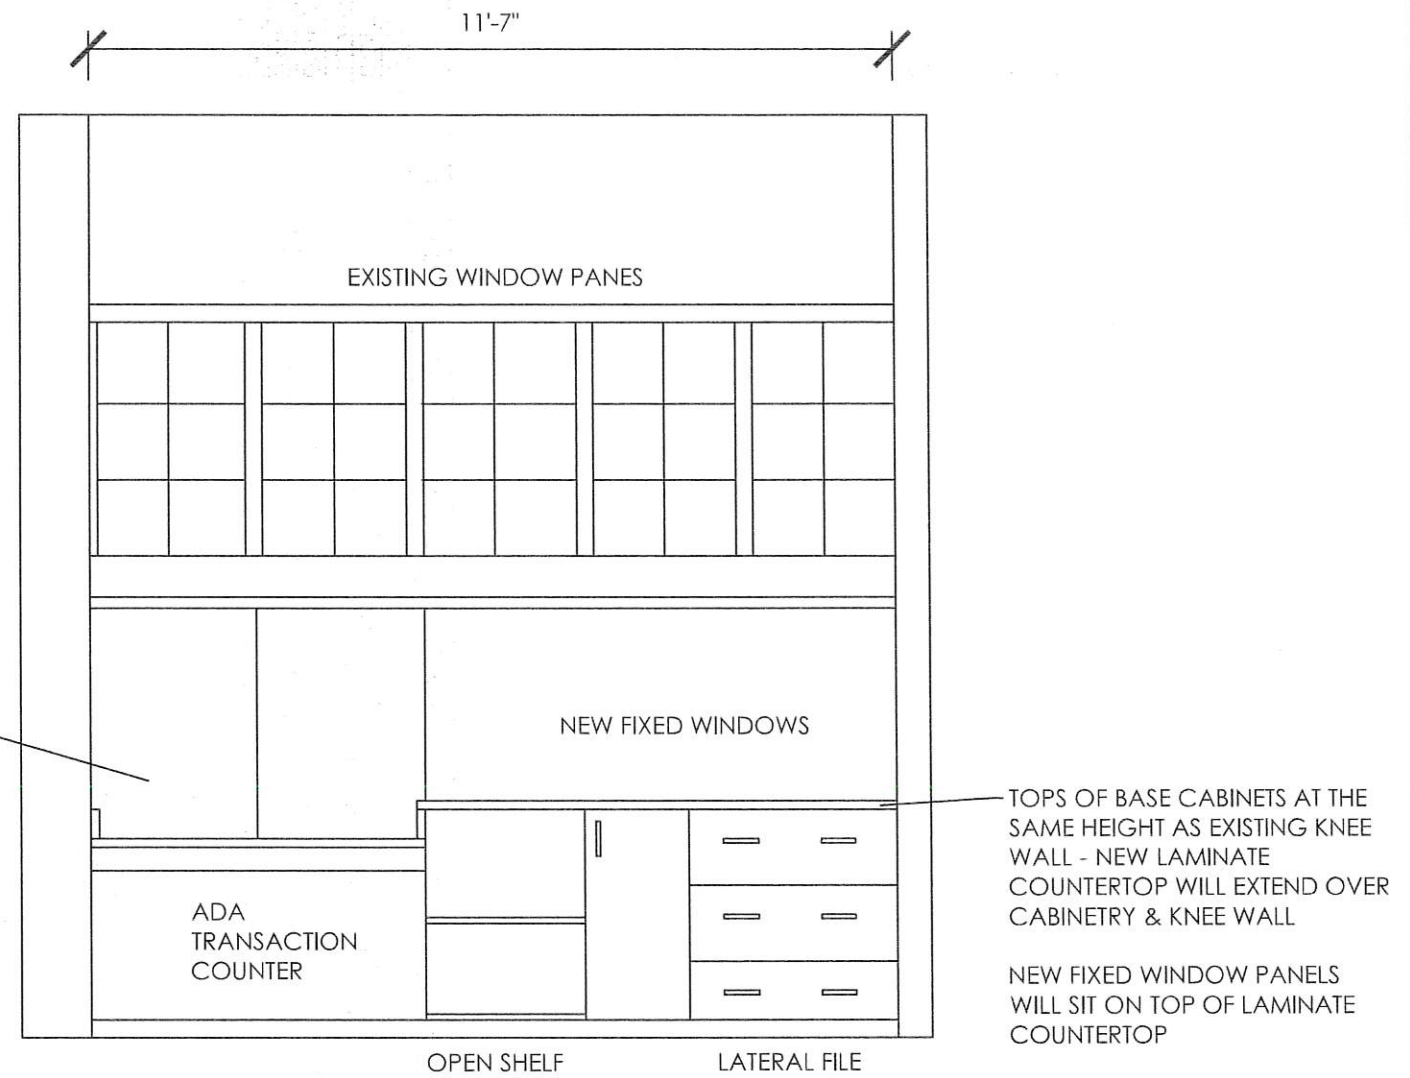 11'-7"
EXISTING WINDOW PANES
NEW FIXED WINDOWS
TOPS OF BASE CABINETS AT THE
SAME HEIGHT AS EXISTING KNEE
WALL - NEW LAMINATE
COUNTERTOP WILL EXTEND OVER
CABINETRY & KNEE WALL
ADA
TRANSACTION
COUNTER
NEW FIXED WINDOW PANELS
WILL SIT ON TOP OF LAMINATE
COUNTERTOP
OPEN SHELF
LATERAL FILE